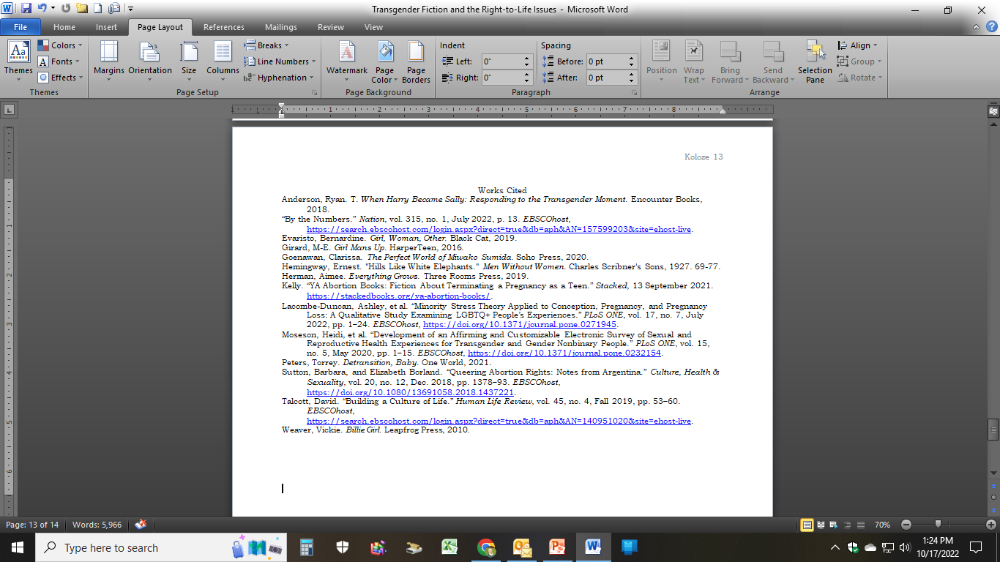 Transgender Fiction and the Right-to-Life Issues - Microsoft Word
File Home Insert Page Layout References Mailings Review View
Themes
Colors
Fonts
Effects
Themes
Margins Orientation Size Columns
Breaks
Line Numbers
Hyphenation
Page Setup
Watermark Page Color Page Borders
Page Background
Indent
Left: 0"
Right: 0"
Spacing
Before: 0 pt
After: 0 pt
Paragraph
Position Wrap Text Bring Forward Send Backward Selection Pane
Align
Group
Rotate
Arrange
1 1 2 3 4 5 6 7 8
Koloze 13
Works Cited
Anderson, Ryan. T. When Harry Became Sally: Responding to the Transgender Moment. Encounter Books,
2018.
“By the Numbers.” Nation, vol. 315, no. 1, July 2022, p. 13. EBSCOhost,
https://search.ebscohost.com/login.aspx?direct=true&db=aph&AN=157599203&site=ehost-live.
Evaristo, Bernardine. Girl, Woman, Other. Black Cat, 2019.
Girard, M-E. Girl Mans Up. HarperTeen, 2016.
Goenawan, Clarissa. The Perfect World of Miwako Sumida. Soho Press, 2020.
Hemingway, Ernest. "Hills Like White Elephants." Men Without Women. Charles Scribner's Sons, 1927. 69-77.
Herman, Aimee. Everything Grows. Three Rooms Press, 2019.
Kelly. “YA Abortion Books: Fiction About Terminating a Pregnancy as a Teen.” Stacked, 13 September 2021.
https://stackedbooks.org/ya-abortion-books/.
Lacombe-Duncan, Ashley, et al. “Minority Stress Theory Applied to Conception, Pregnancy, and Pregnancy
Loss: A Qualitative Study Examining LGBTQ+ People’s Experiences.” PLoS ONE, vol. 17, no. 7, July
2022, pp. 1–24. EBSCOhost, https://doi.org/10.1371/journal.pone.0271945.
Moseson, Heidi, et al. “Development of an Affirming and Customizable Electronic Survey of Sexual and
Reproductive Health Experiences for Transgender and Gender Nonbinary People.” PLoS ONE, vol. 15,
no. 5, May 2020, pp. 1–15. EBSCOhost, https://doi.org/10.1371/journal.pone.0232154.
Peters, Torrey. Detransition, Baby. One World, 2021.
Sutton, Barbara, and Elizabeth Borland. “Queering Abortion Rights: Notes from Argentina.” Culture, Health &
Sexuality, vol. 20, no. 12, Dec. 2018, pp. 1378–93. EBSCOhost,
https://doi.org/10.1080/13691058.2018.1437221.
Talcott, David. “Building a Culture of Life.” Human Life Review, vol. 45, no. 4, Fall 2019, pp. 53–60.
EBSCOhost,
https://search.ebscohost.com/login.aspx?direct=true&db=aph&AN=140951020&site=ehost-live.
Weaver, Vickie. Billie Girl. Leapfrog Press, 2010.
Page: 13 of 14 Words: 5,966 70%
Type here to search
1:24 PM
10/17/2022